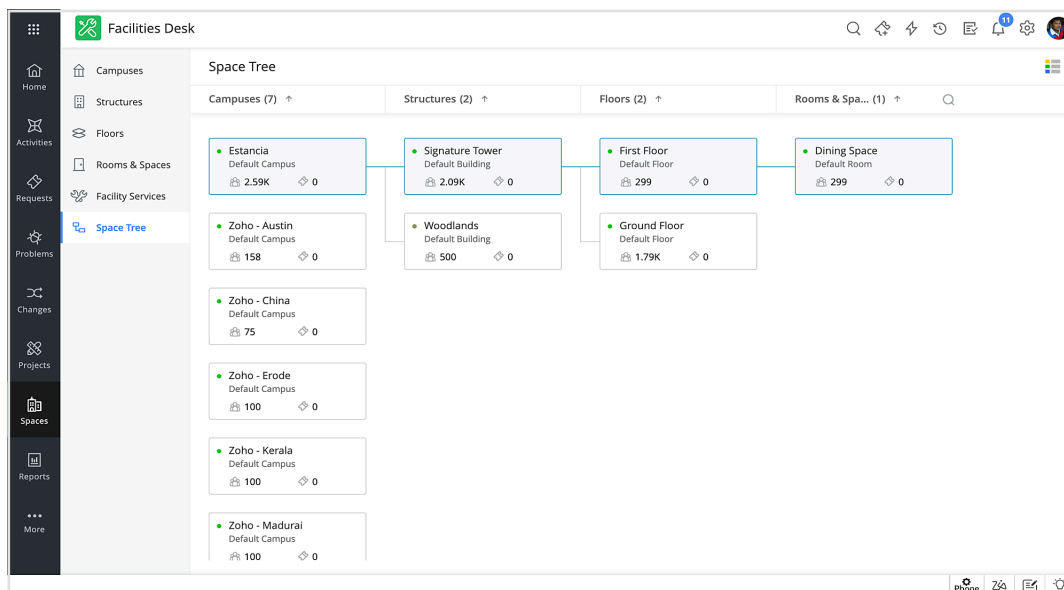 Facilities Desk
11
Home
Activities
Requests
Problems
Changes
Projects
Spaces
Reports
More
Campuses
Structures
Floors
Rooms & Spaces
Facility Services
Space Tree
Space Tree
Campuses (7)
Structures (2)
Floors (2)
Rooms & Spa... (1)
Estancia
Default Campus
2.59K 0
Zoho - Austin
Default Campus
158 0
Zoho - China
Default Campus
75 0
Zoho - Erode
Default Campus
100 0
Zoho - Kerala
Default Campus
100 0
Zoho - Madurai
Default Campus
100 0
Signature Tower
Default Building
2.09K 0
Woodlands
Default Building
500 0
First Floor
Default Floor
299 0
Ground Floor
Default Floor
1.79K 0
Dining Space
Default Room
299 0
Phone